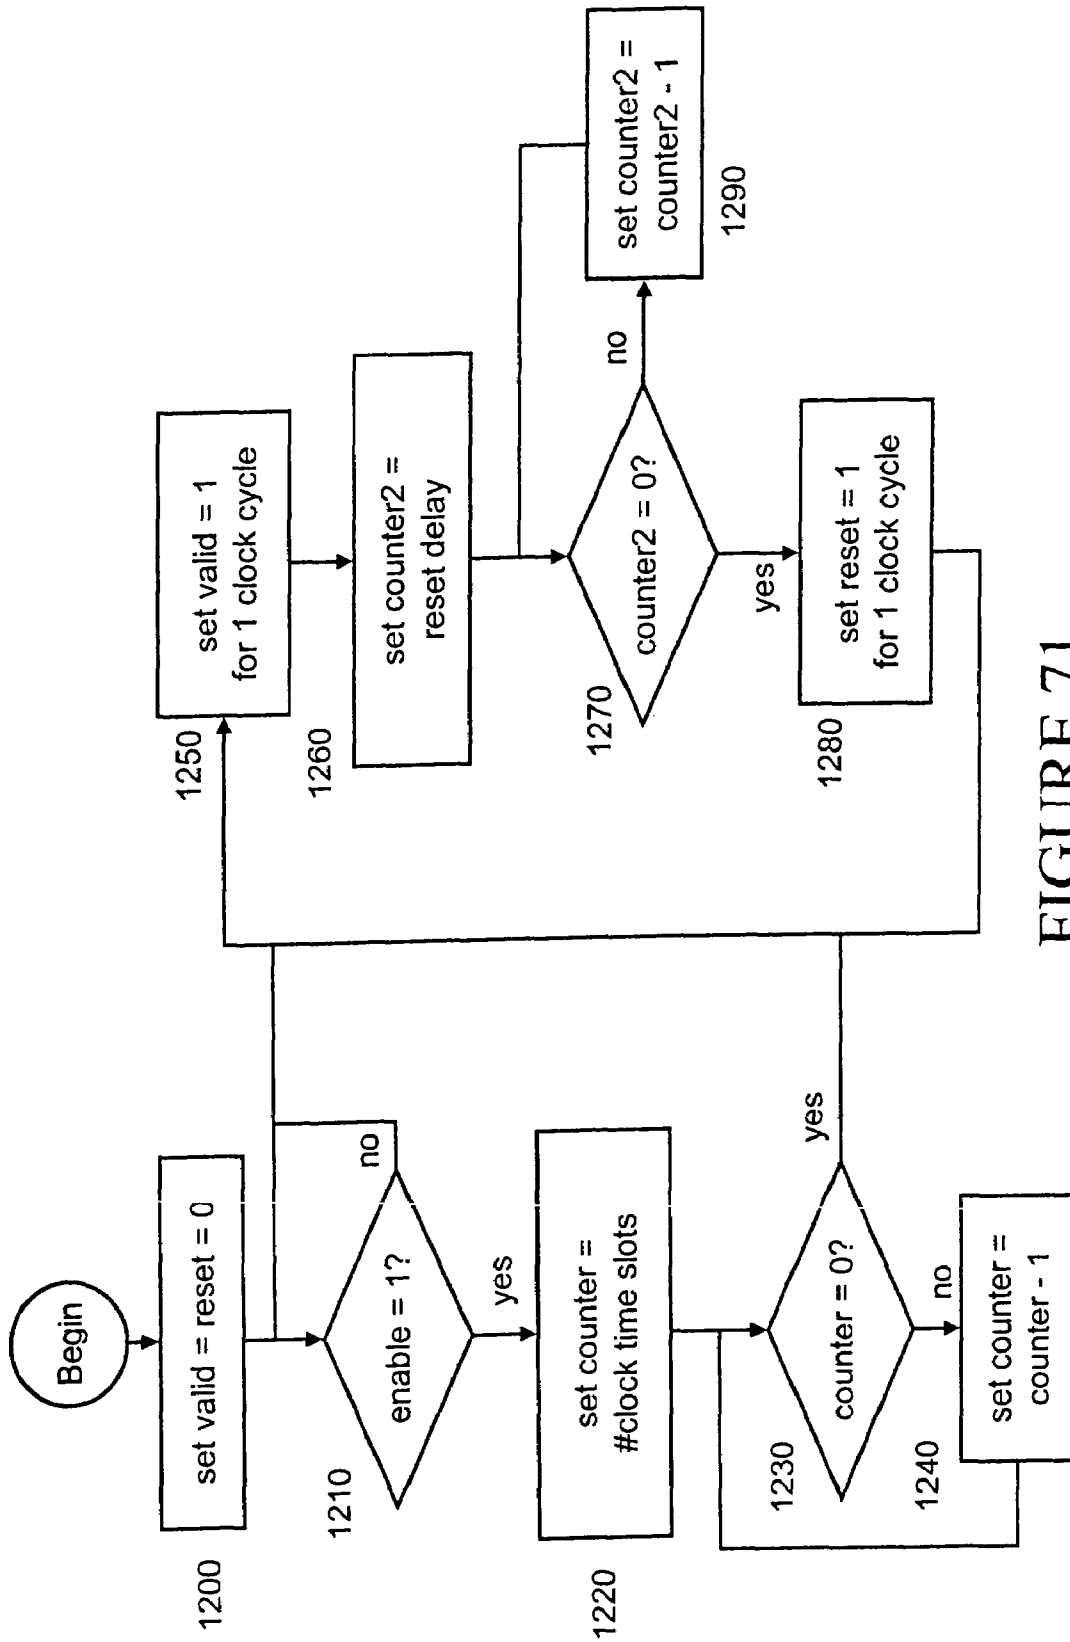 Begin
set valid = reset = 0
1200
enable = 1?
1210
no
yes
set counter =
#clock time slots
1220
counter = 0?
1230
yes
no
set counter =
counter - 1
1240
set valid = 1
for 1 clock cycle
1250
set counter2 =
reset delay
1260
counter2 = 0?
1270
no
yes
set counter2 =
counter2 - 1
1290
set reset = 1
for 1 clock cycle
1280
FIGURE 71